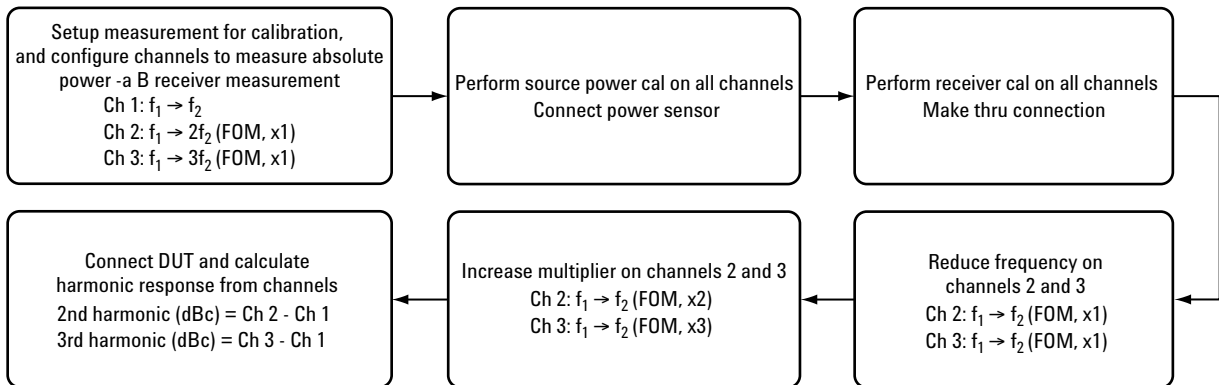 Setup measurement for calibration,
and configure channels to measure absolute
power -a B receiver measurement
Ch 1: f₁ → f₂
Ch 2: f₁ → 2f₂ (FOM, x1)
Ch 3: f₁ → 3f₂ (FOM, x1)
Perform source power cal on all channels
Connect power sensor
Perform receiver cal on all channels
Make thru connection
Reduce frequency on
channels 2 and 3
Ch 2: f₁ → f₂ (FOM, x1)
Ch 3: f₁ → f₂ (FOM, x1)
Increase multiplier on channels 2 and 3
Ch 2: f₁ → f₂ (FOM, x2)
Ch 3: f₁ → f₂ (FOM, x3)
Connect DUT and calculate
harmonic response from channels
2nd harmonic (dBc) = Ch 2 - Ch 1
3rd harmonic (dBc) = Ch 3 - Ch 1